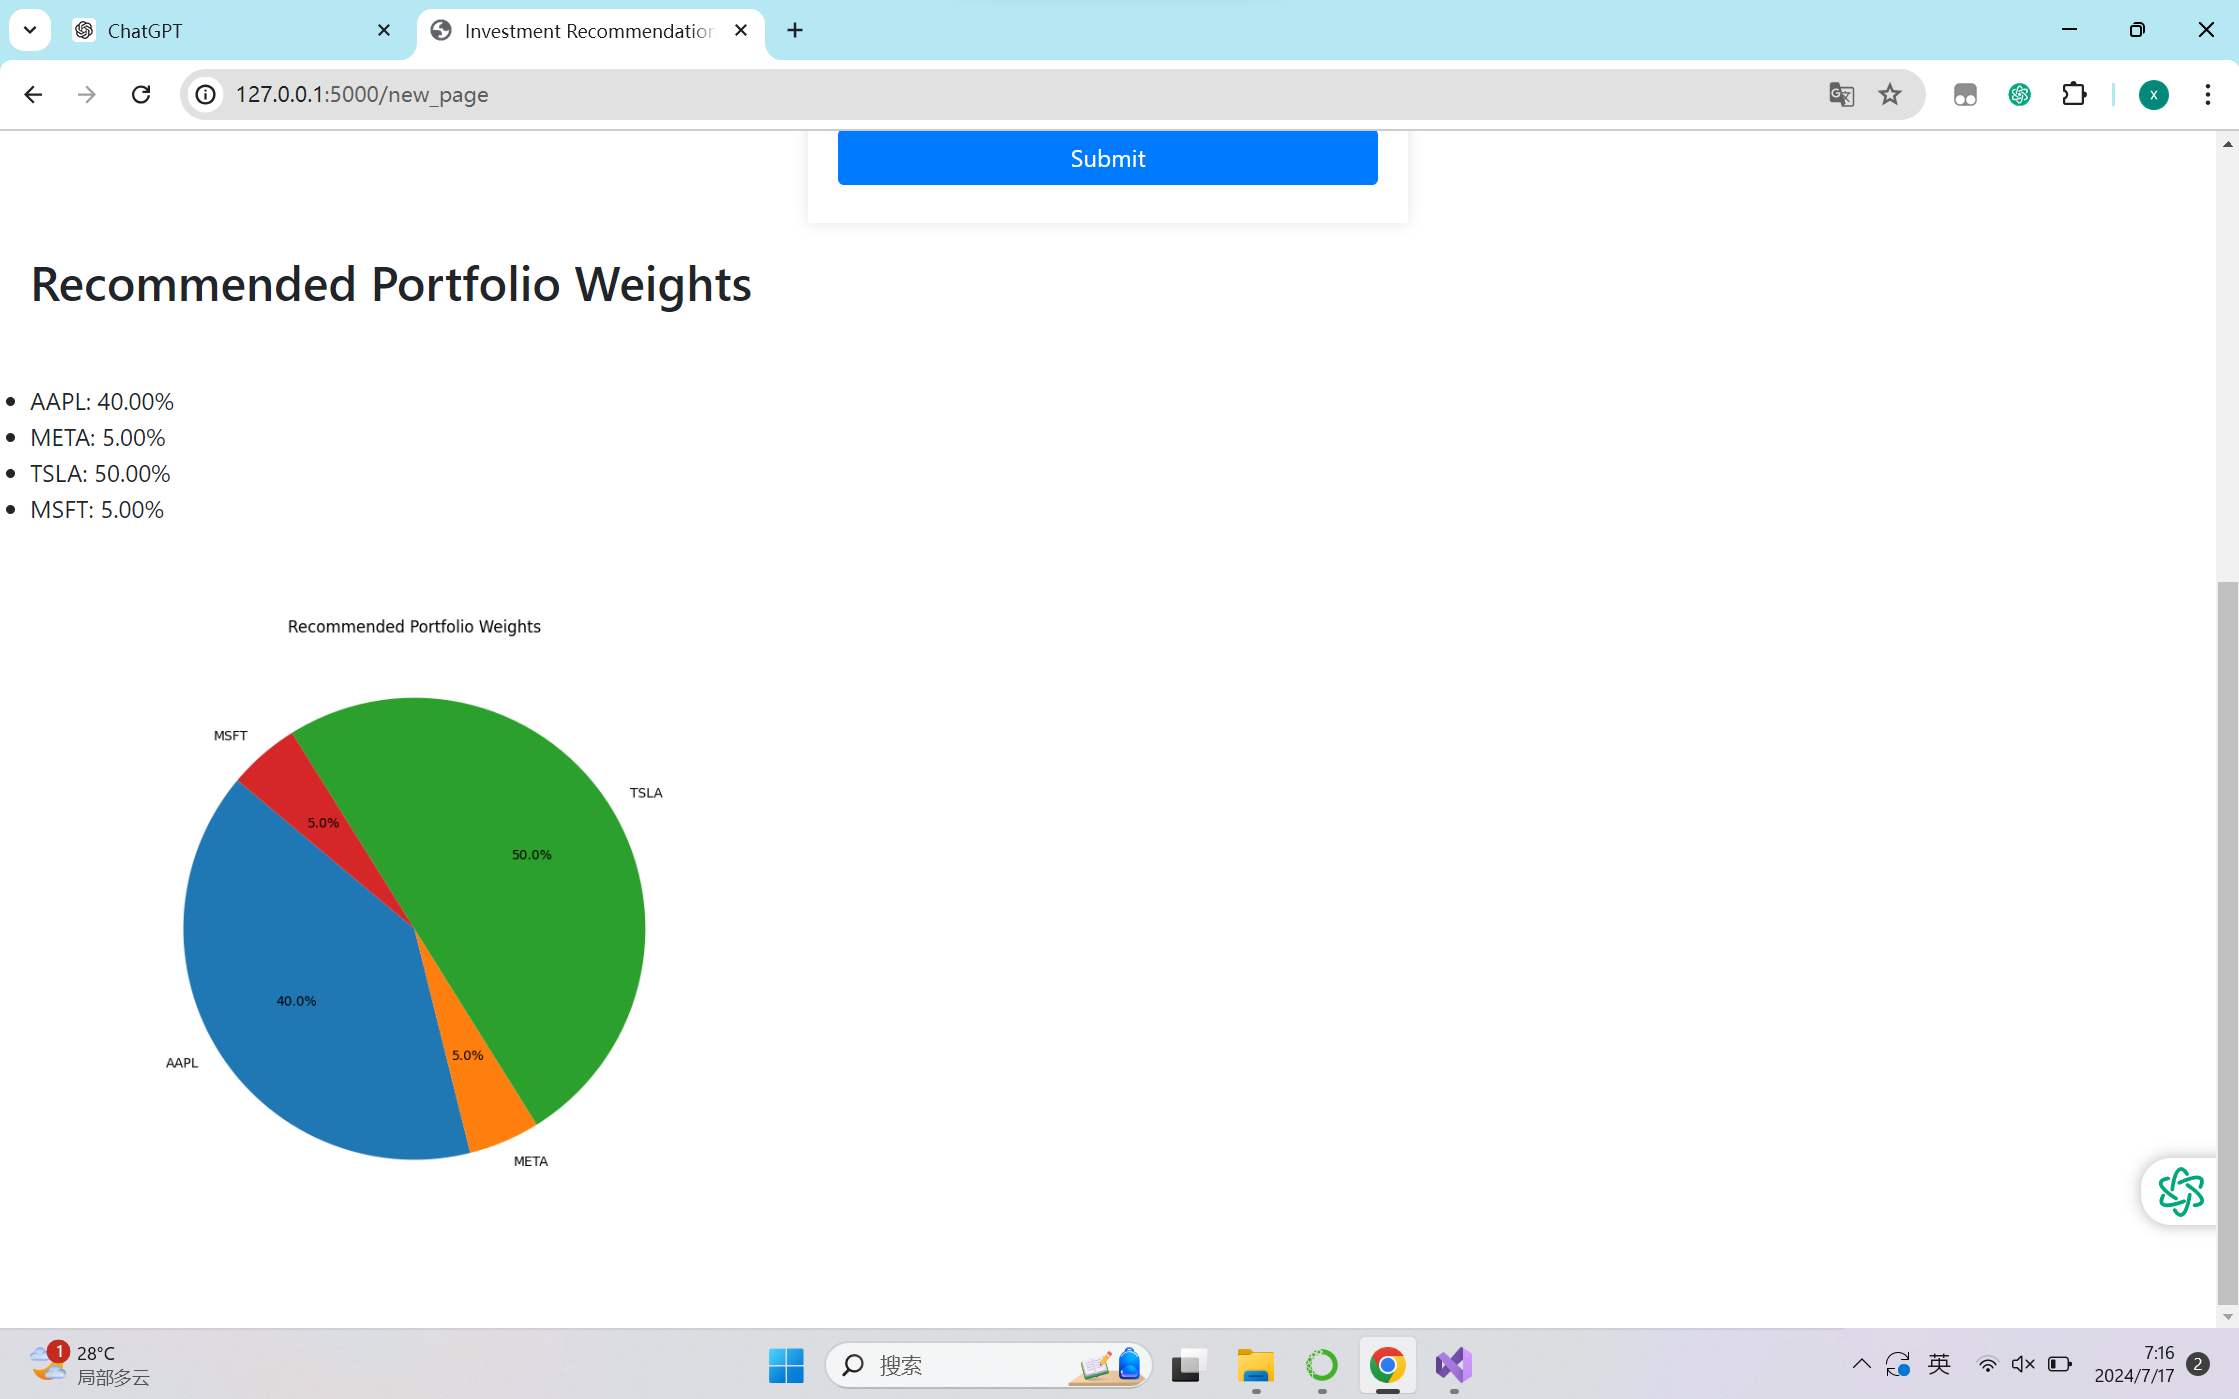 ChatGPT
Investment Recommendation
127.0.0.1:5000/new_page
X
Submit
Recommended Portfolio Weights
AAPL: 40.00%
META: 5.00%
TSLA: 50.00%
MSFT: 5.00%
Recommended Portfolio Weights
MSFT
TSLA
5.0%
50.0%
40.0%
5.0%
AAPL
META
1
28°C
局部多云
搜索
英
7:16
2024/7/17
2